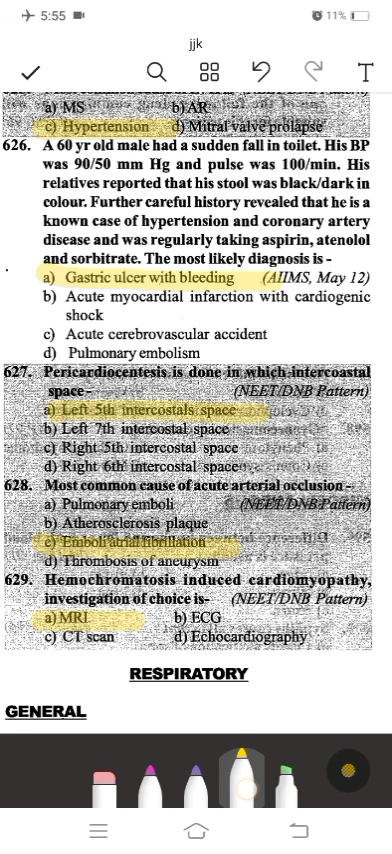 5:55
11%
jjk
T
a) MS b) AR
c) Hypertension d) Mitral valve prolapse
626. A 60 yr old male had a sudden fall in toilet. His BP
was 90/50 mm Hg and pulse was 100/min. His
relatives reported that his stool was black/dark in
colour. Further careful history revealed that he is a
known case of hypertension and coronary artery
disease and was regularly taking aspirin, atenolol
and sorbitrate. The most likely diagnosis is -
a) Gastric ulcer with bleeding (AIIMS, May 12)
b) Acute myocardial infarction with cardiogenic
shock
c) Acute cerebrovascular accident
d) Pulmonary embolism
627. Pericardiocentesis is done in which intercoastal
space- (NEET/DNB Pattern)
a) Left 5th intercostals space
b) Left 7th intercostal space
c) Right 5th intercostal space
d) Right 6th intercostal space
628. Most common cause of acute arterial occlusion -
a) Pulmonary emboli (NEET/DNB Pattern)
b) Atherosclerosis plaque
c) Emboli atrial fibrillation
d) Thrombosis of aneurysm
629. Hemochromatosis induced cardiomyopathy,
investigation of choice is- (NEET/DNB Pattern)
a) MRI b) ECG
c) CT scan d) Echocardiography
RESPIRATORY
GENERAL